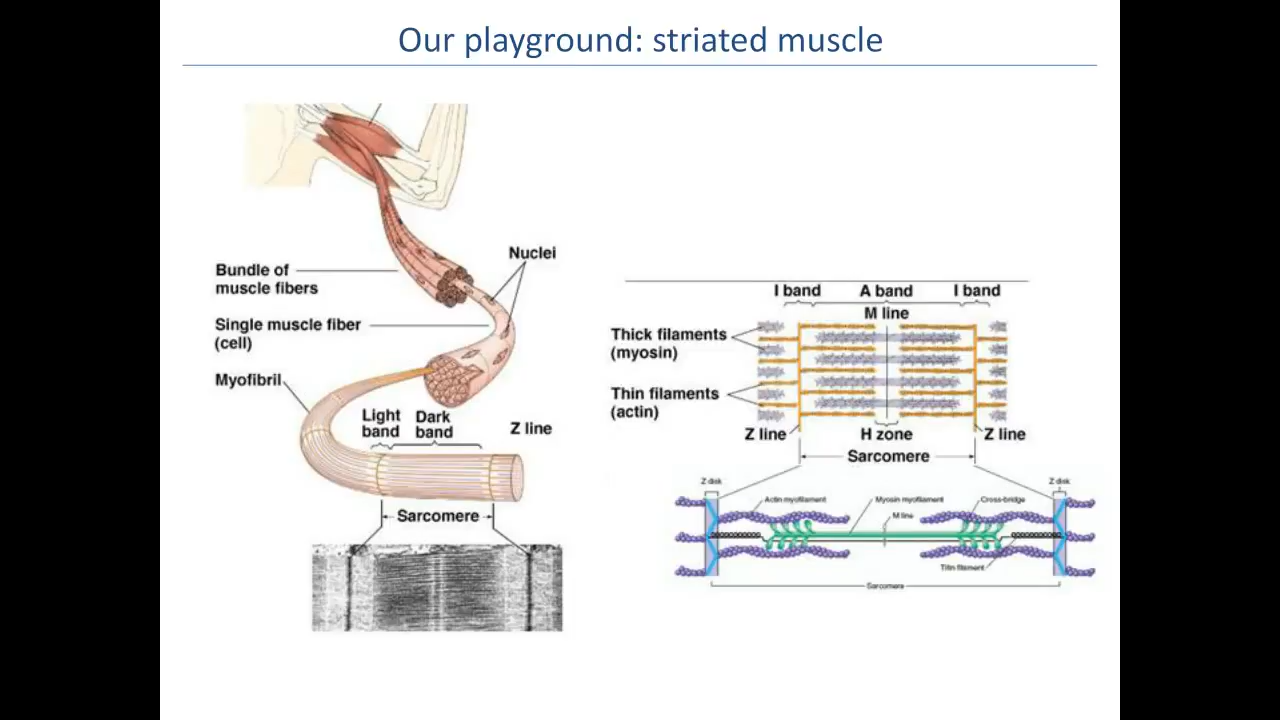 Our playground: striated muscle
Nuclei
Bundle of
muscle fibers
Single muscle fiber
(cell)
Myofibril
Light
band
Dark
band
Z line
Sarcomere
I band
A band
I band
M line
Thick filaments
(myosin)
Thin filaments
(actin)
Z line
H zone
Z line
Sarcomere
Z disk
Z disk
Actin myofilament
Myosin myofilament
Cross-bridge
M line
Titin filament
Sarcomere